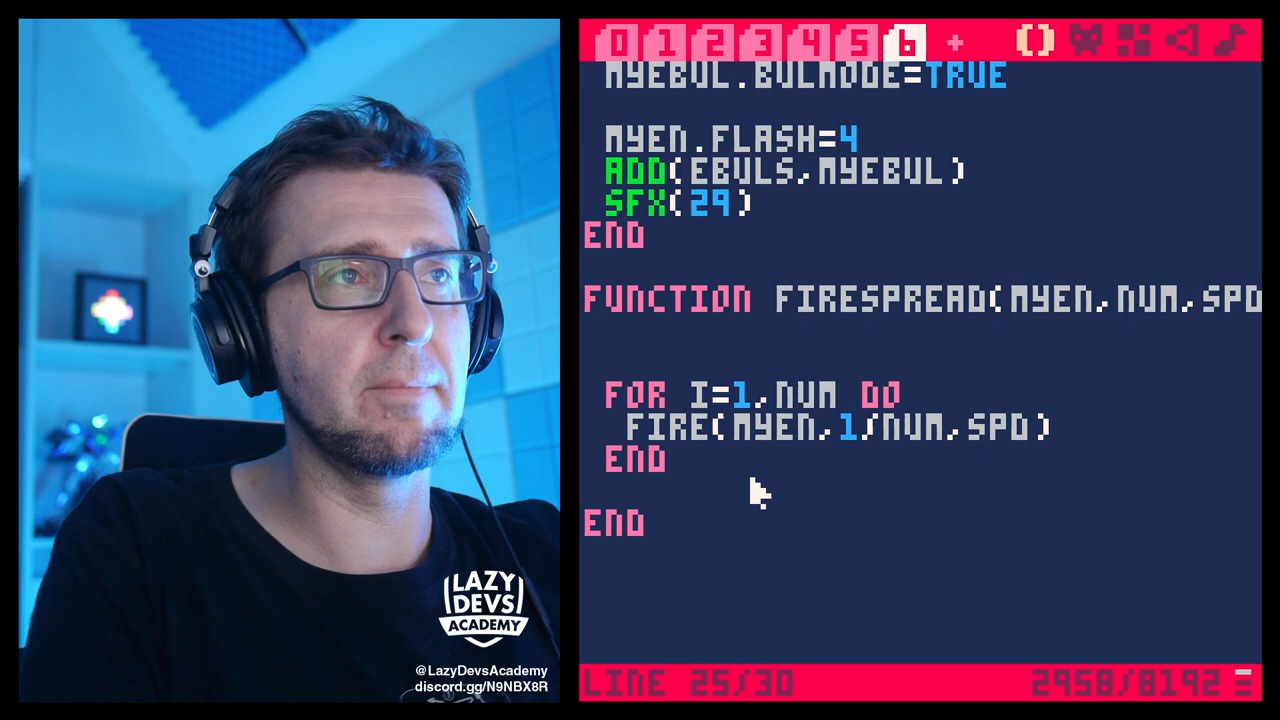 LAZY
DEVS
ACADEMY
@LazyDevsAcademy
discord.gg/N9NBX8R
0 1 2 3 4 5 6 +
MYEBUL.BULMODE=TRUE
MYEN.FLASH=4
ADD(EBULS,MYEBUL)
SFX(29)
END
FUNCTION FIRESPREAD(MYEN,NUM,SPD
FOR I=1,NUM DO
FIRE(MYEN,1/NUM,SPD)
END
END
LINE 25/30
2958/8192